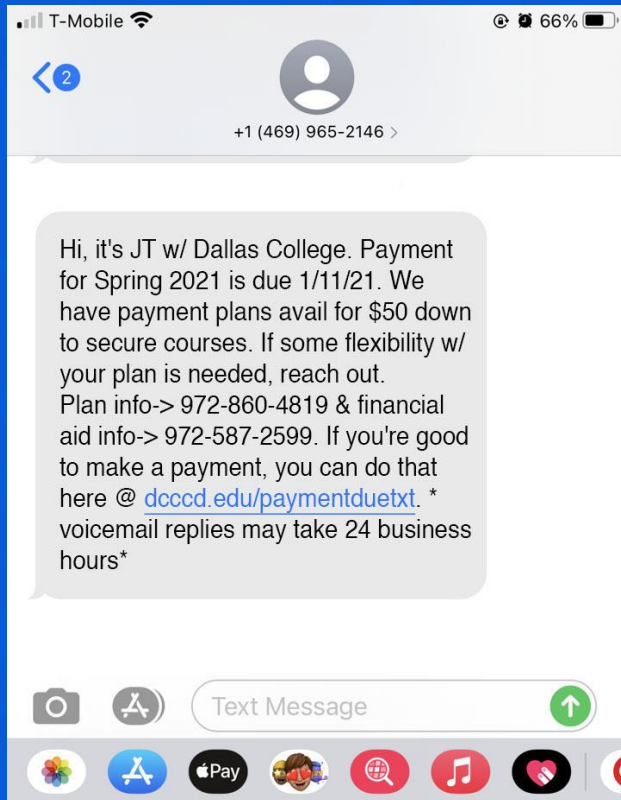 T-Mobile 66%
2
+1 (469) 965-2146 >
Hi, it's JT w/ Dallas College. Payment
for Spring 2021 is due 1/11/21. We
have payment plans avail for $50 down
to secure courses. If some flexibility w/
your plan is needed, reach out.
Plan info-> 972-860-4819 & financial
aid info-> 972-587-2599. If you're good
to make a payment, you can do that
here @ dcccd.edu/paymentduetxt. *
voicemail replies may take 24 business
hours*
Text Message
Pay